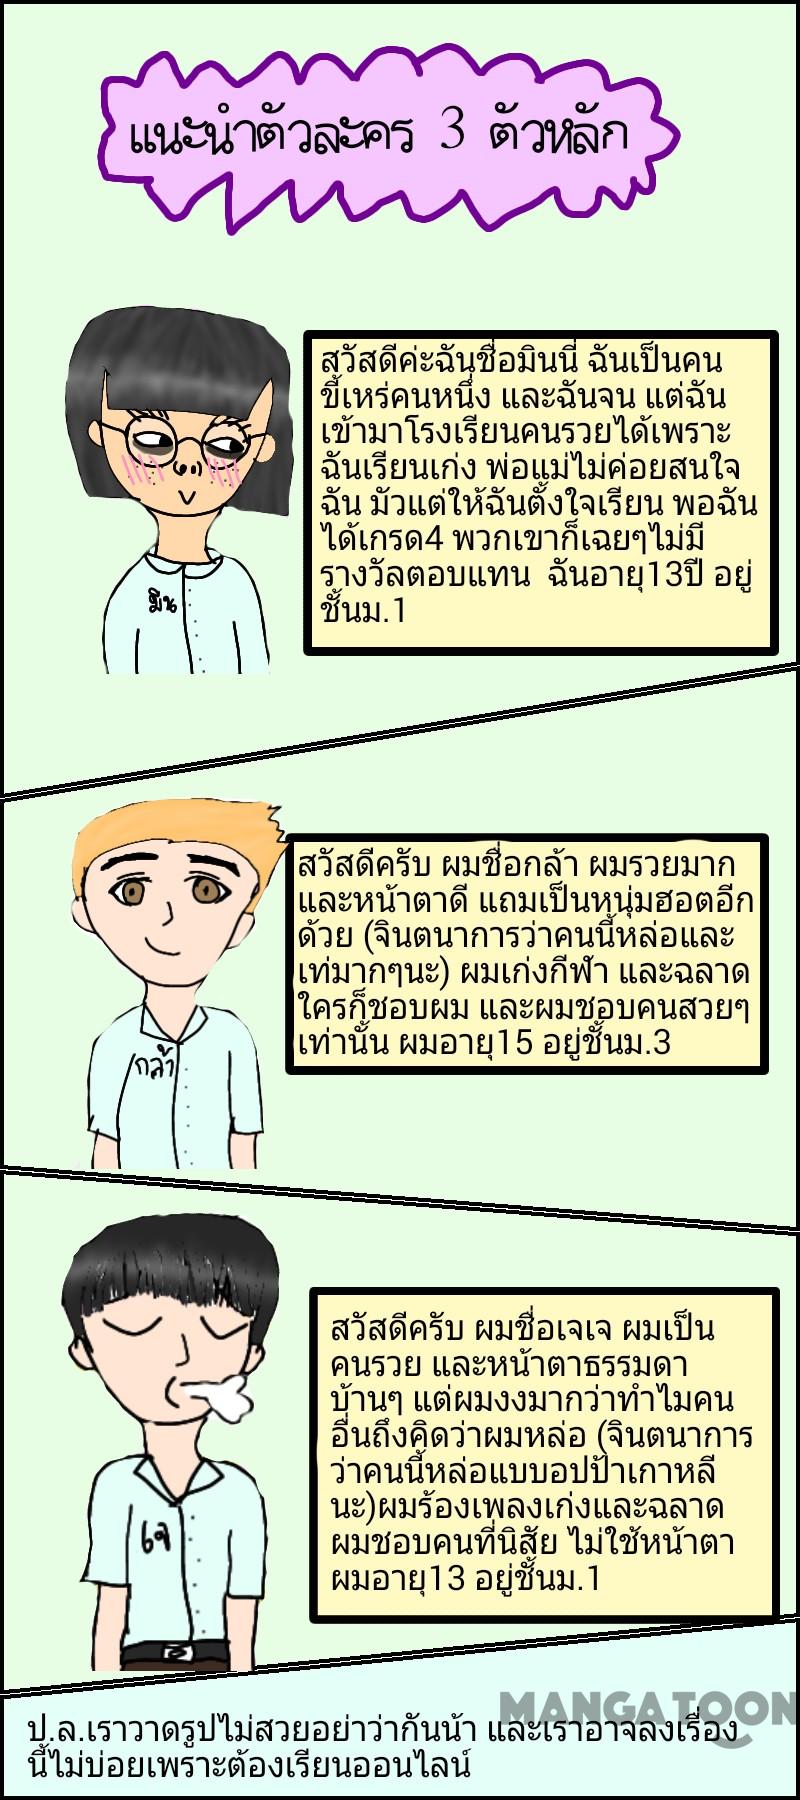 แนะนำตัวละคร 3 ตัวหลัก
สวัสดีค่ะฉันชื่อมินนี่ ฉันเป็นคน
ขี้เหร่คนหนึ่ง และฉันจน แต่ฉัน
เข้ามาโรงเรียนคนรวยได้เพราะ
ฉันเรียนเก่ง พ่อแม่ไม่ค่อยสนใจ
ฉัน มัวแต่ให้ฉันตั้งใจเรียน พอฉัน
ได้เกรด4 พวกเขาก็เฉยๆไม่มี
รางวัลตอบแทน ฉันอายุ13ปี อยู่
ชั้นม.1
มิน
สวัสดีครับ ผมชื่อกล้า ผมรวยมาก
และหน้าตาดี แถมเป็นหนุ่มฮอตอีก
ด้วย (จินตนาการว่าคนนี้หล่อและ
เท่มากๆนะ) ผมเก่งกีฬา และฉลาด
ใครก็ชอบผม และผมชอบคนสวยๆ
เท่านั้น ผมอายุ15 อยู่ชั้นม.3
กล้า
สวัสดีครับ ผมชื่อเจเจ ผมเป็น
คนรวย และหน้าตาธรรมดา
บ้านๆ แต่ผมงงมากว่าทำไมคน
อื่นถึงคิดว่าผมหล่อ (จินตนาการ
ว่าคนนี้หล่อแบบอปป้าเกาหลี
นะ)ผมร้องเพลงเก่งและฉลาด
ผมชอบคนที่นิสัย ไม่ใช้หน้าตา
ผมอายุ13 อยู่ชั้นม.1
เจ
MANGA TOON
ป.ล.เราวาดรูปไม่สวยอย่าว่ากันน้า และเราอาจลงเรื่อง
นี้ไม่บ่อยเพราะต้องเรียนออนไลน์